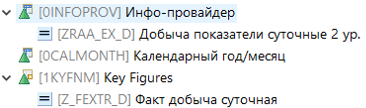 [0INFOPROV] Инфо-провайдер
[ZRAA_EX_D] Добыча показатели суточные 2 ур.
[0CALMONTH] Календарный год/месяц
[1KYFNM] Key Figures
[Z_FEXTR_D] Факт добыча суточная